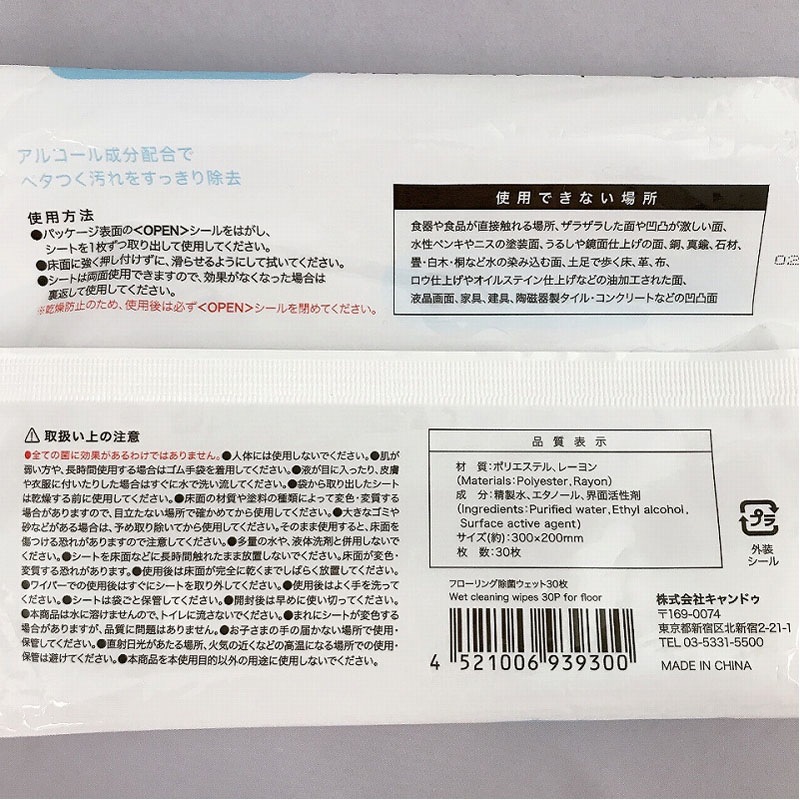 アルコール成分配合で
ベタつく汚れをすっきり除去
使用方法
●パッケージ表面の<OPEN>シールをはがし、
シートを1枚ずつ取り出して使用してください。
●床面に強く押し付けずに、滑らせるようにして拭いてください。
●シートは両面使用できますので、効果がなくなった場合は
裏返して使用してください。
※乾燥防止のため、使用後は必ず<OPEN>シールを閉めてください。
使用できない場所
食器や食品が直接触れる場所、ザラザラした面や凹凸が激しい面、
水性ペンキやニスの塗装面、うるしや鏡面仕上げの面、銅、真鍮、石材、
畳・白木・桐など水の染み込む面、土足で歩く床、革、布、
ロウ仕上げやオイルステイン仕上げなどの油加工された面、
液晶画面、家具、建具、陶磁器製タイル・コンクリートなどの凹凸面
02
⚠取扱い上の注意
●全ての菌に効果があるわけではありません。●人体には使用しないでください。●肌が
弱い方や、長時間使用する場合はゴム手袋を着用してください。●液が目に入ったり、皮膚
や衣服に付いたりした場合はすぐに水で洗い流してください。●袋から取り出したシート
は乾燥する前に使用してください。●床面の材質や塗料の種類によって変色・変質する
場合がありますので、目立たない場所で確かめてから使用してください。●大きなゴミや
砂などがある場合は、予め取り除いてから使用してください。そのまま使用すると、床面を
傷つける恐れがありますので注意してください。●多量の水や、液体洗剤と併用しないで
ください。●シートを床面などに長時間触れたまま放置しないでください。床面が変色・
変質する恐れがあります。●使用後は床面が完全に乾くまでしばらく放置してください。
●ワイパーでの使用後はすぐにシートを取り外してください。●使用後はよく手を洗って
ください。●シートは袋ごと保管してください。●開封後は早めに使い切ってください。
●本商品は水に溶けませんので、トイレに流さないでください。●まれにシートが変色する
場合がありますが、品質に問題はありません。●お子さまの手の届かない場所で使用・
保管してください。●直射日光があたる場所、火気の近くなどの高温になる場所での使用・
保管は避けてください。●本商品を本使用目的以外の用途に使用しないでください。
品質表示
材 質:ポリエステル、レーヨン
(Materials:Polyester,Rayon)
成 分:精製水、エタノール、界面活性剤
(Ingredients:Purified water,Ethyl alcohol,
Surface active agent)
サイズ(約):300×200mm
枚 数:30枚
プラ
外装
シール
フローリング除菌ウェット30枚
Wet cleaning wipes 30P for floor
4 521006 939300
株式会社キャンドゥ
〒169-0074
東京都新宿区北新宿2-21-1
TEL 03-5331-5500
MADE IN CHINA